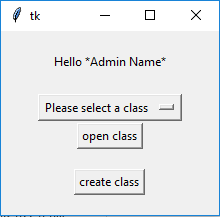 tk
Hello *Admin Name*
Please select a class
open class
create class